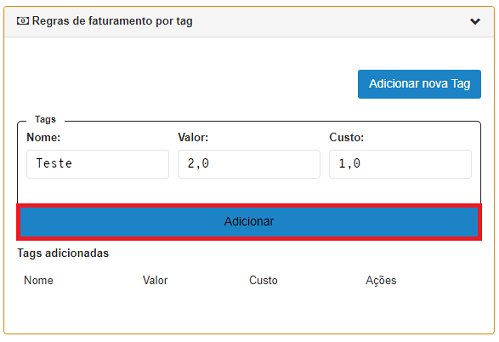 Regras de faturamento por tag
Adicionar nova Tag
Tags
Nome: Valor: Custo:
Teste 2,0 1,0
Adicionar
Tags adicionadas
Nome Valor Custo Ações